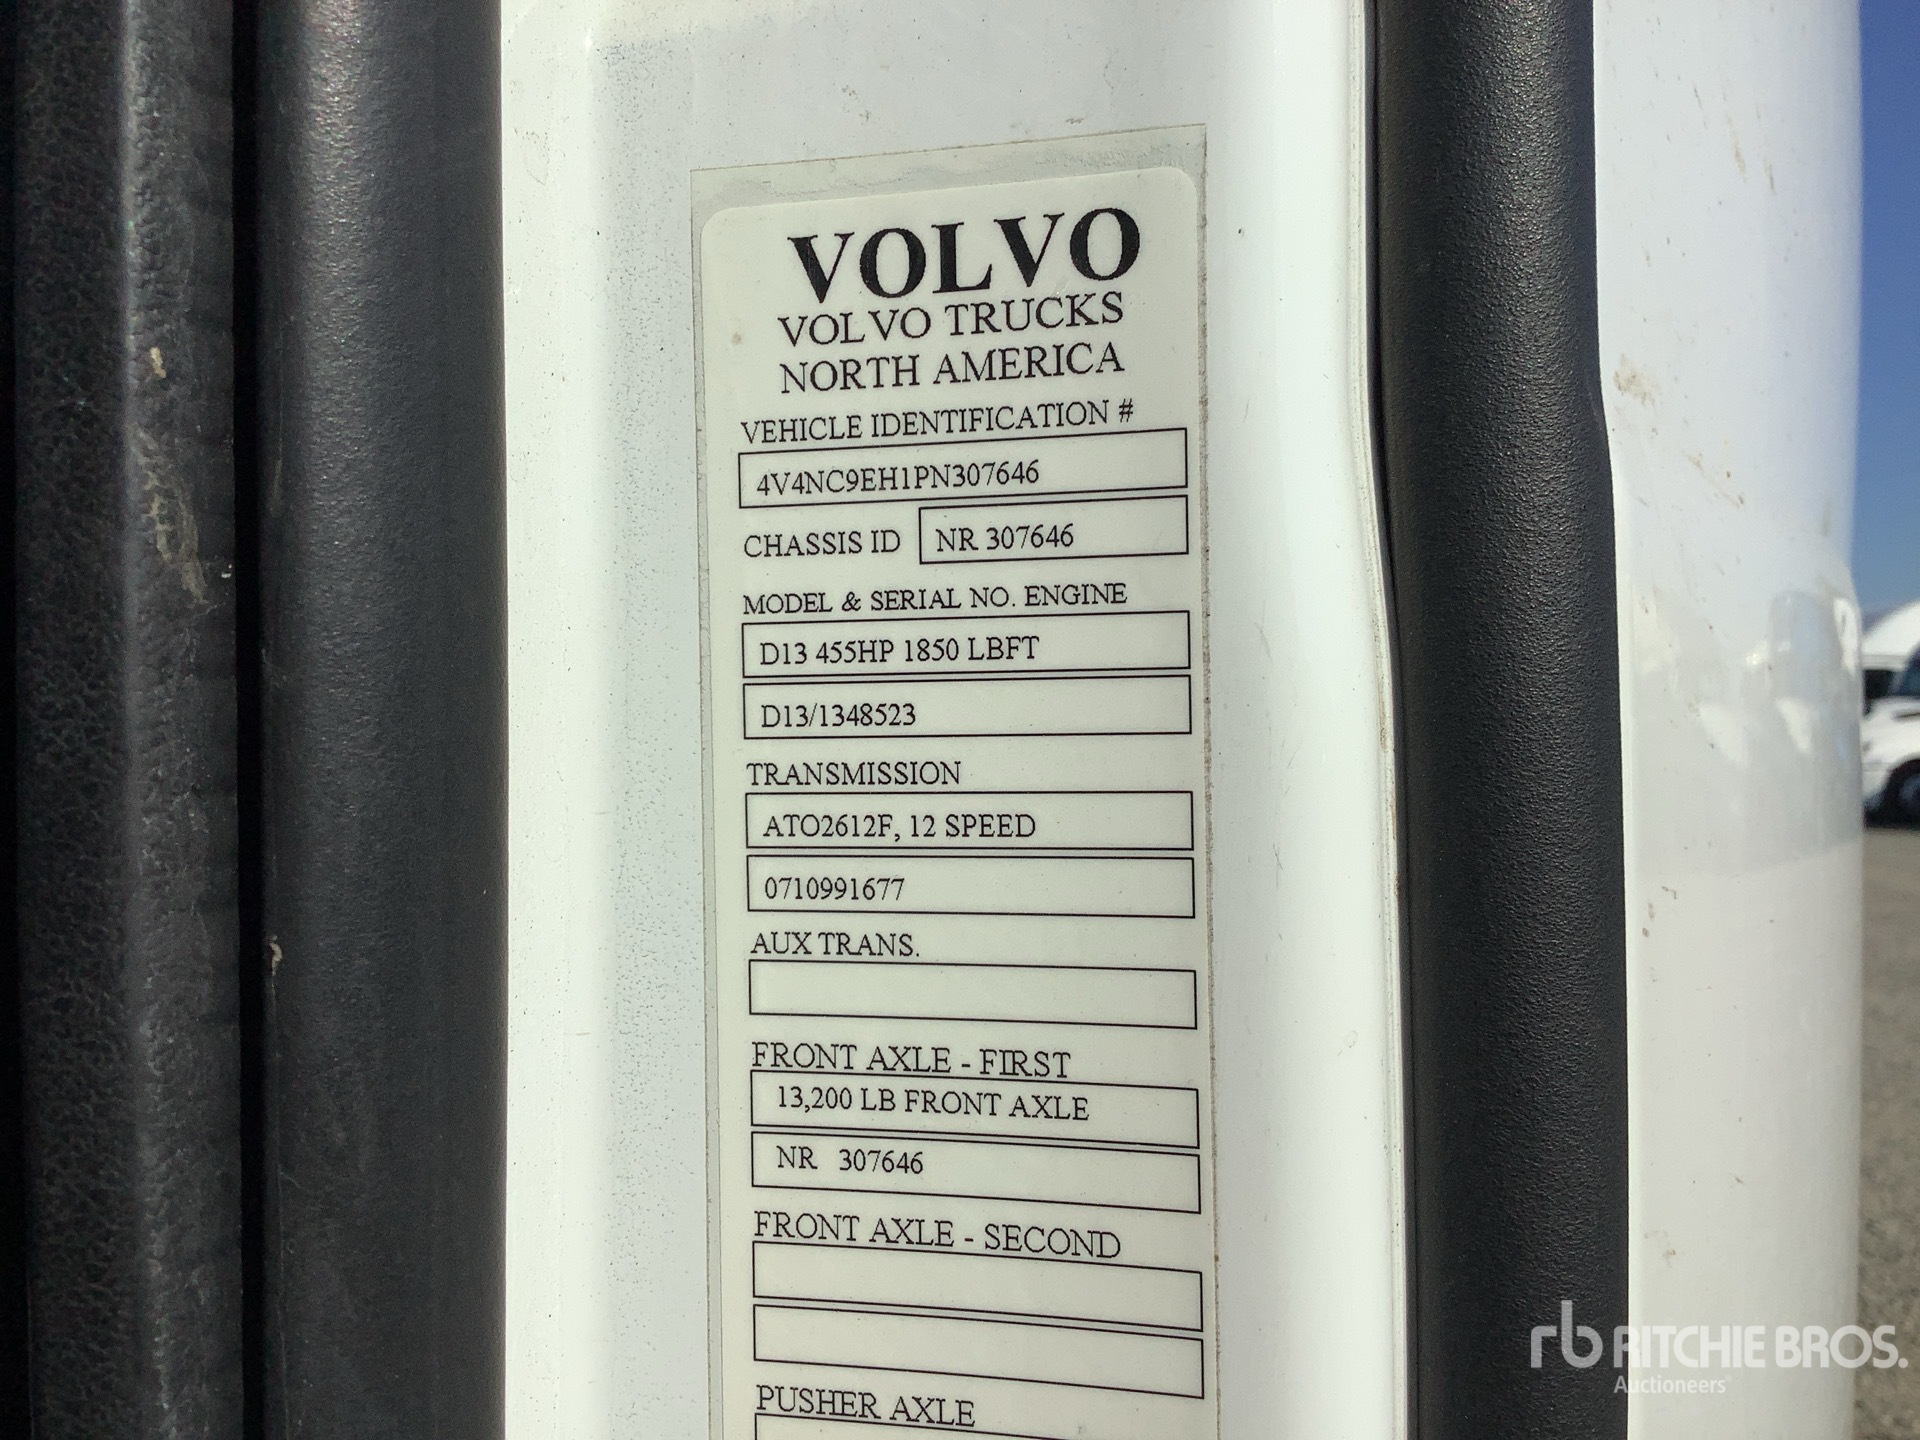 VOLVO
VOLVO TRUCKS
NORTH AMERICA
VEHICLE IDENTIFICATION #
4V4NC9EH1PN307646
CHASSIS ID NR 307646
MODEL & SERIAL NO. ENGINE
D13 455HP 1850 LBFT
D13/1348523
TRANSMISSION
ATO2612F, 12 SPEED
0710991677
AUX TRANS.
FRONT AXLE - FIRST
13,200 LB FRONT AXLE
NR 307646
FRONT AXLE - SECOND
PUSHER AXLE
rb RITCHIE BROS.
Auctioneers